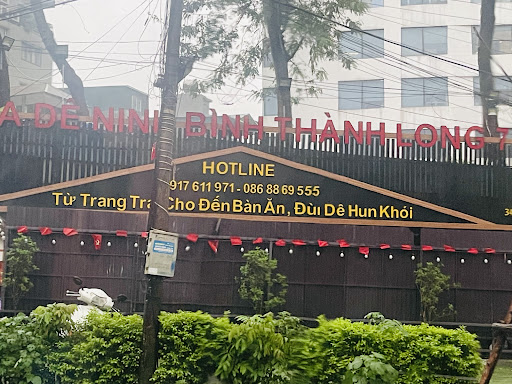 DÊ NINH BÌNH THÀNH LONG 7
HOTLINE
917 611 971 - 086 88 69 555
Từ Trang Trại Cho Đến Bàn Ăn, Đùi Dê Hun Khói